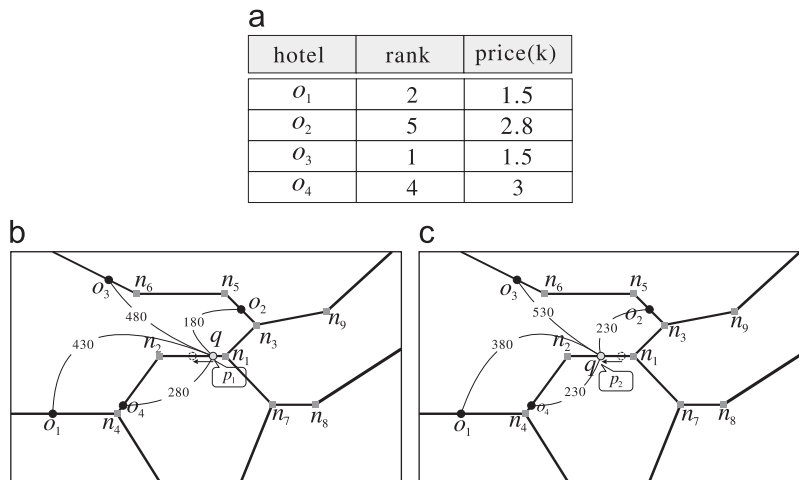 a
hotel rank price(k)
o1 2 1.5
o2 5 2.8
o3 1 1.5
o4 4 3
b
o3 n6 n5
o2
480 180 n9
q n3
430 n2 n1
p1
280
o4
o1 n4 n7 n8
c
o3 n6 n5
o2
530 230 n9
n3
380 n2 n1
q p2
230
o4
o1 n4 n7 n8